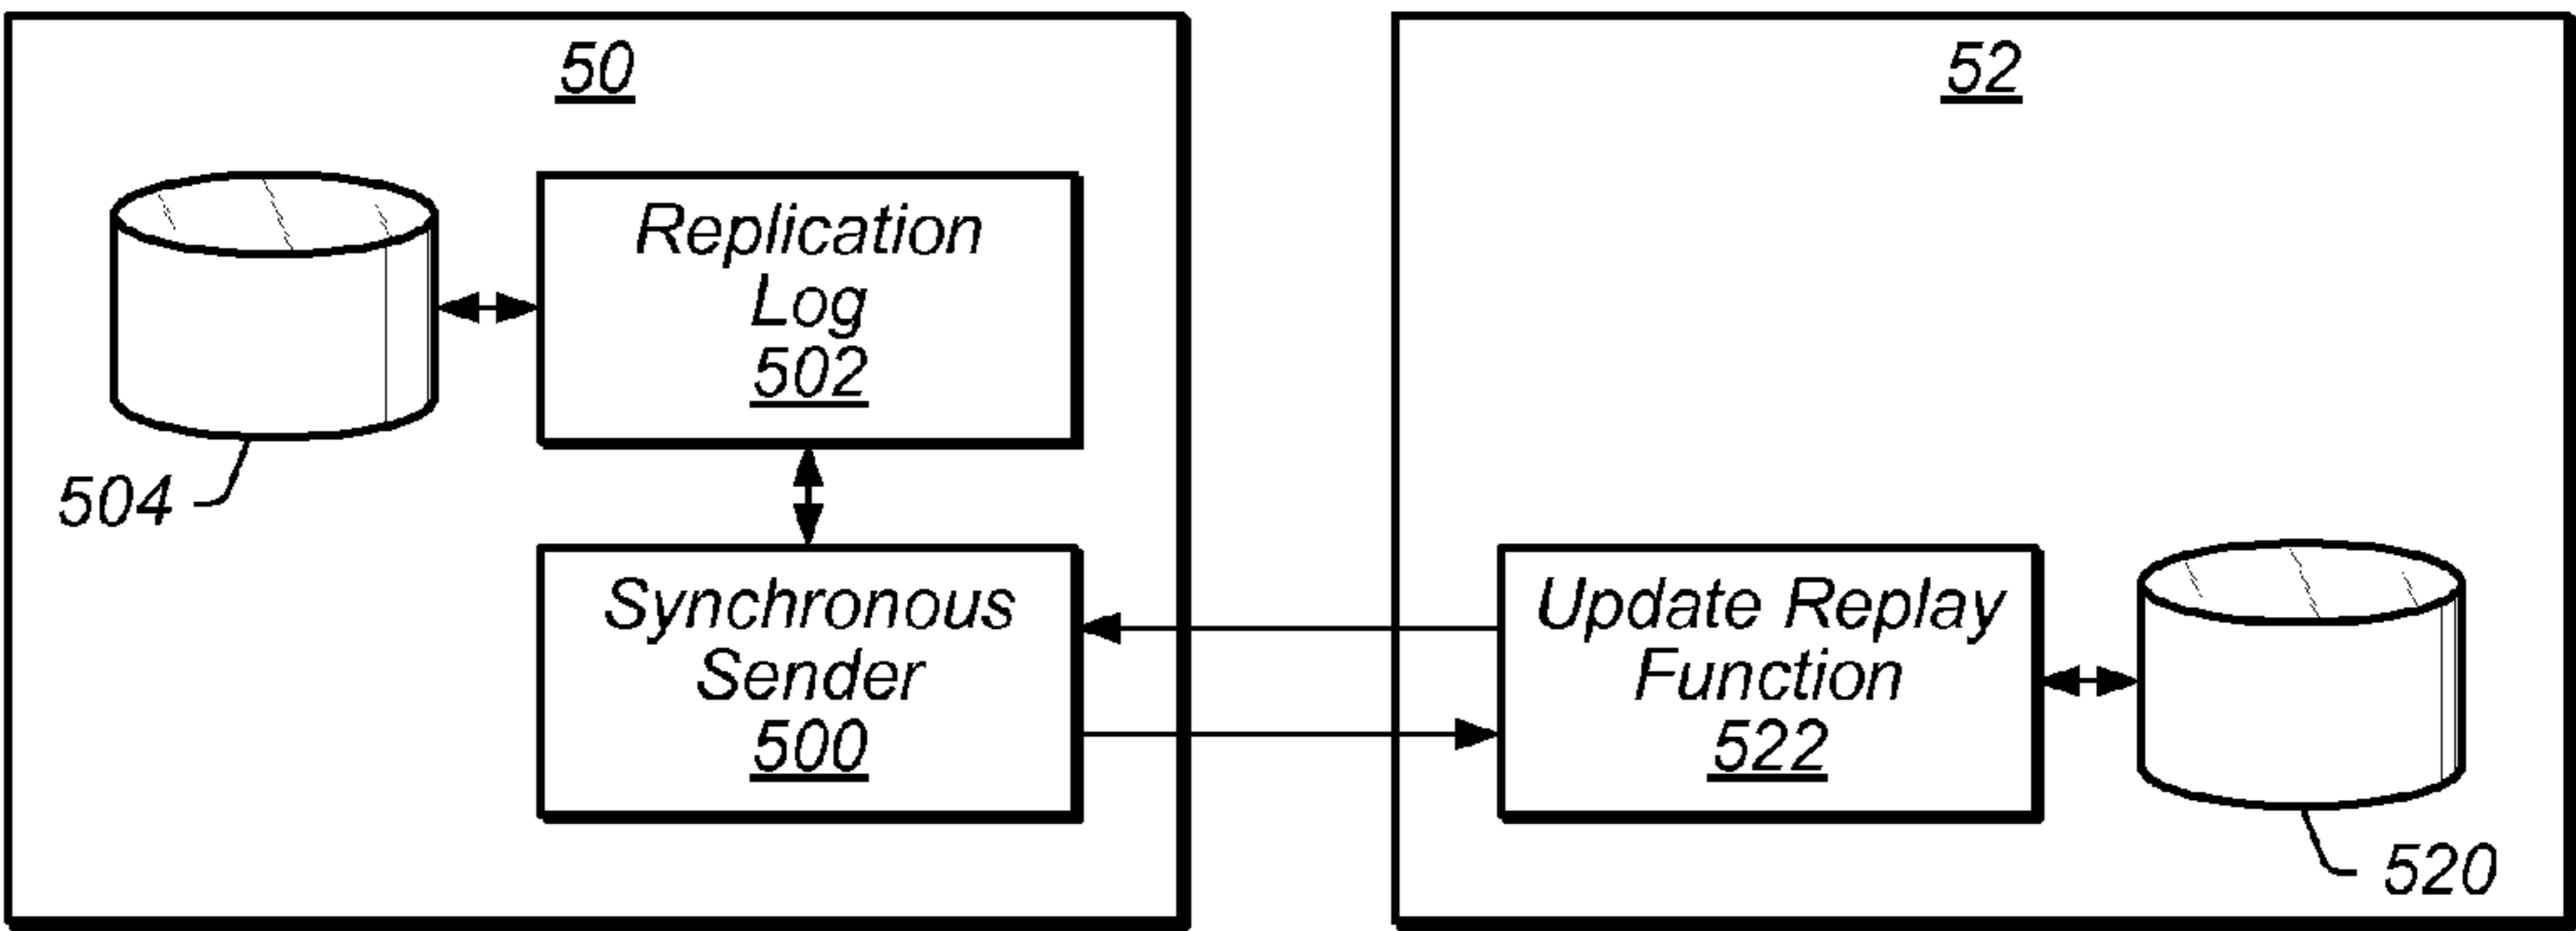 50
Replication
Log
502
504
Synchronous
Sender
500
52
Update Replay
Function
522
520